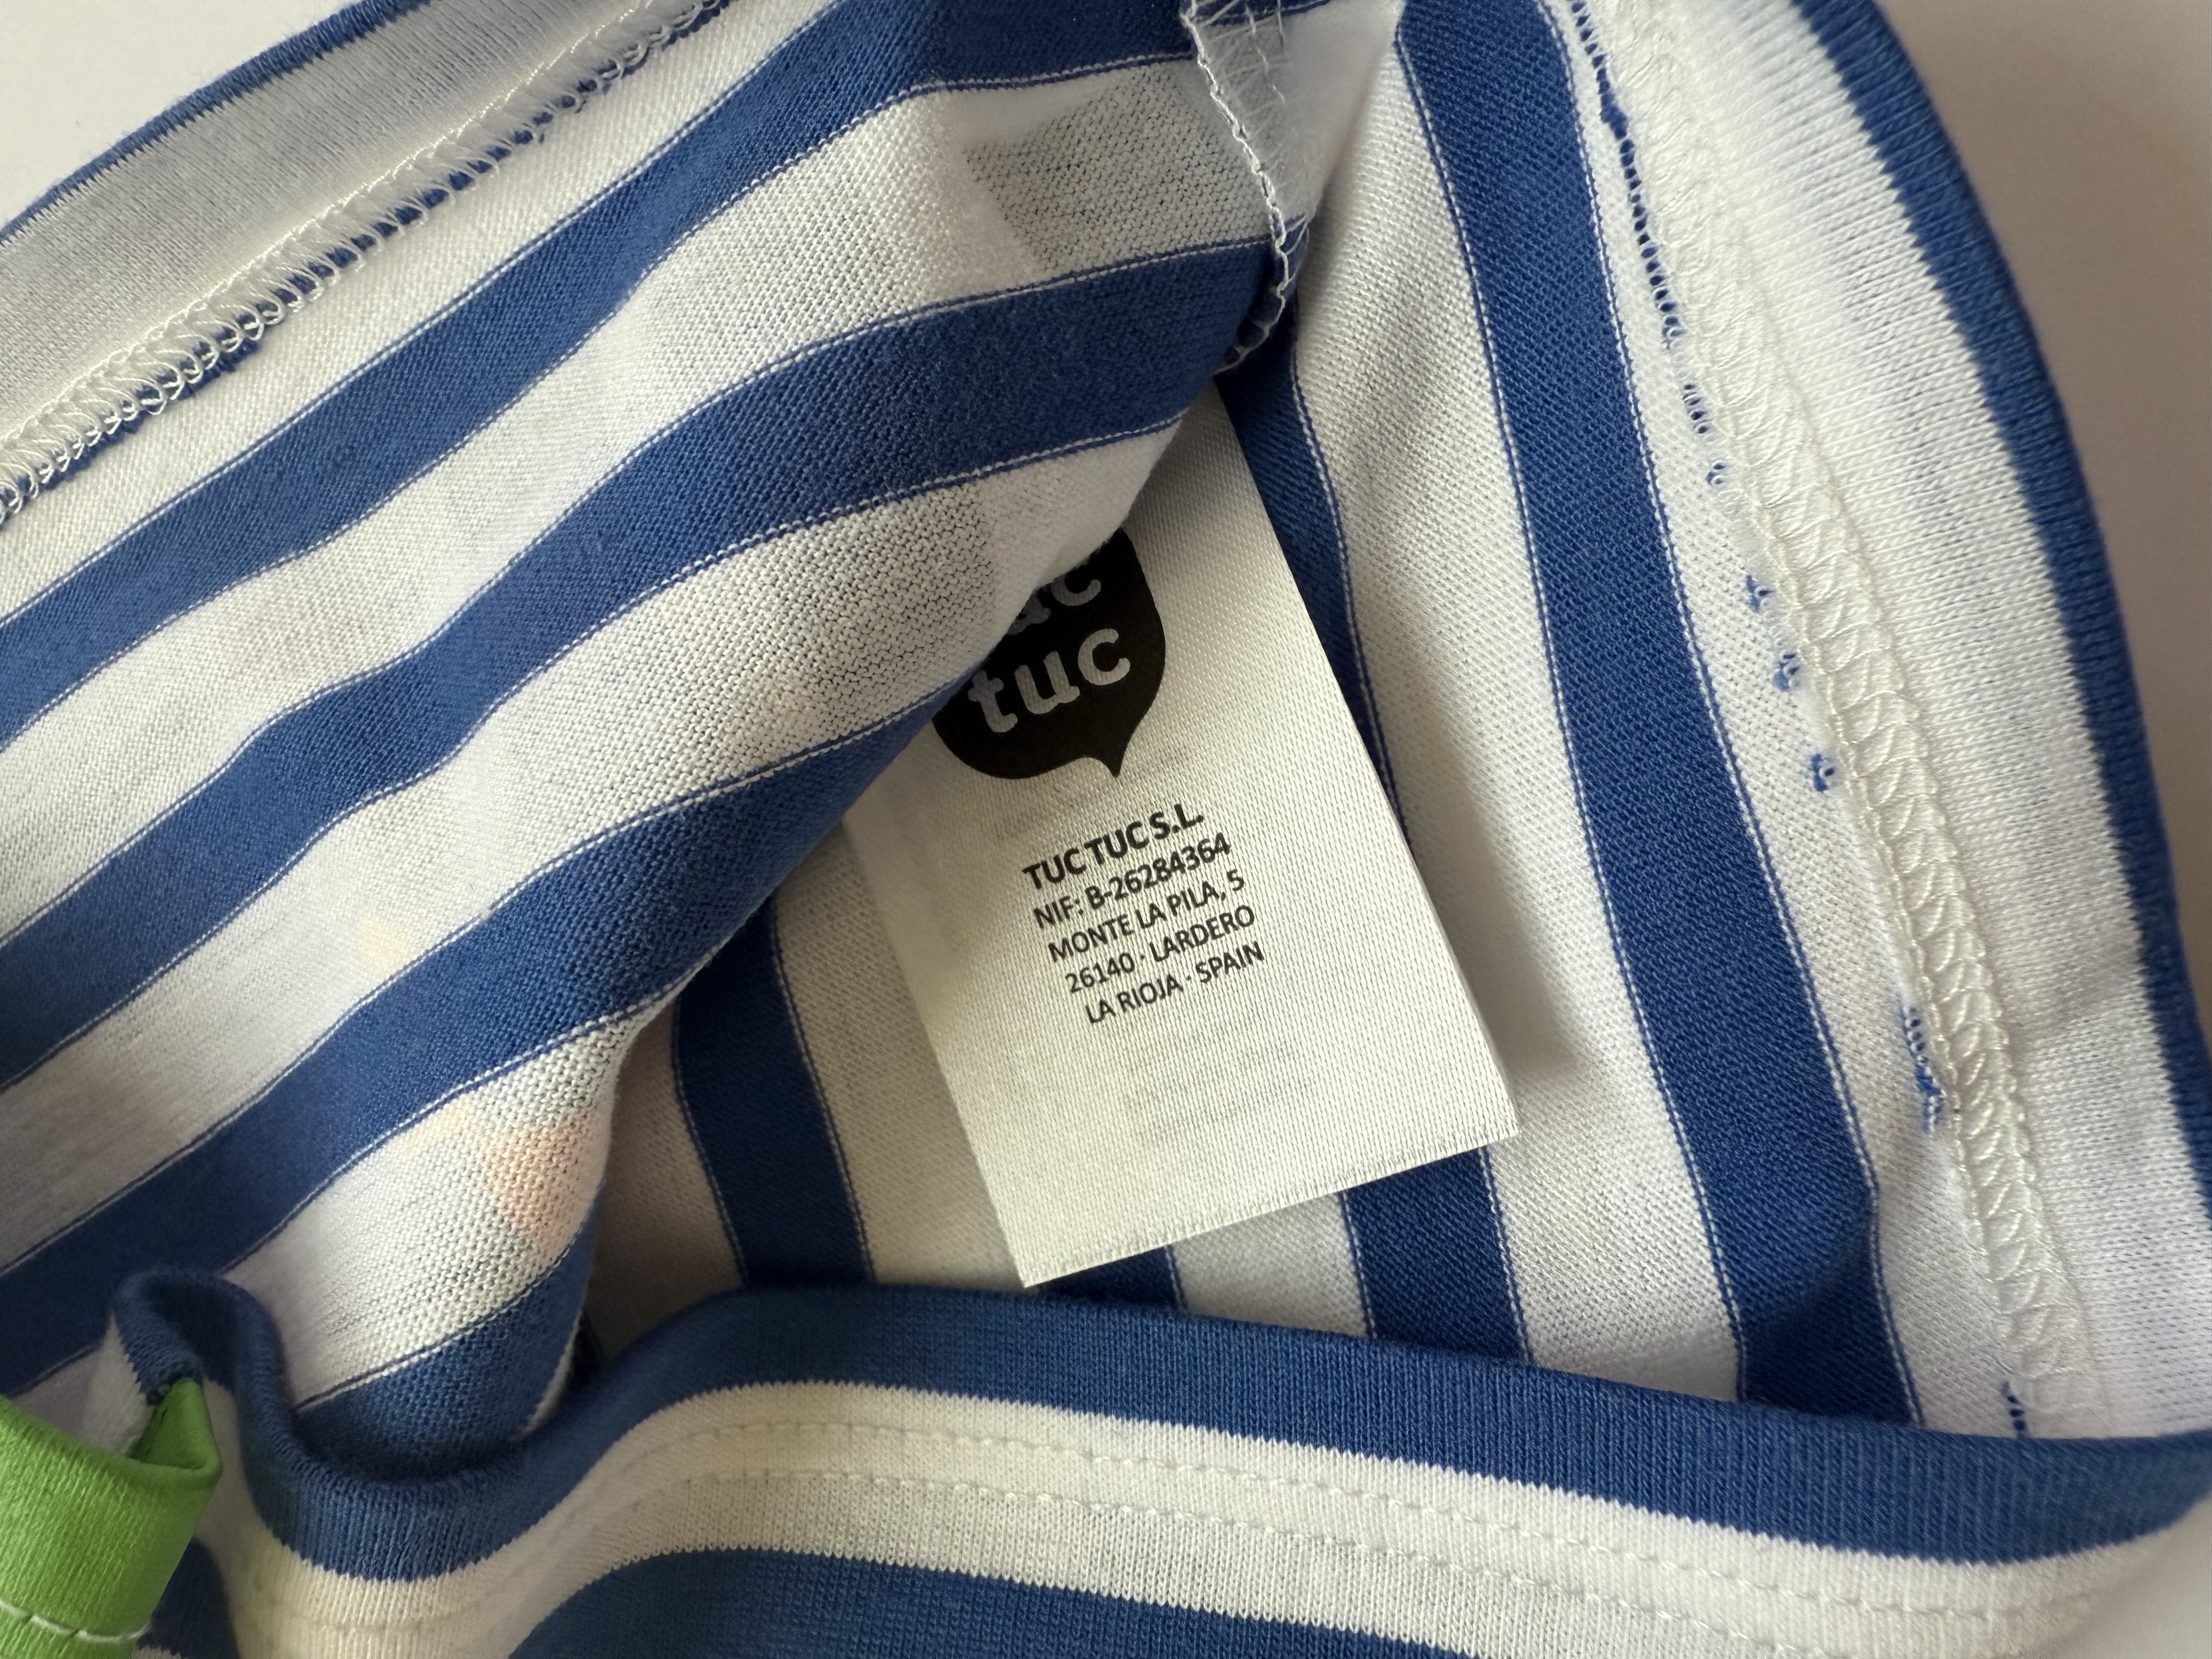 tuc
TUC TUC S.L.
NIF: B-26284364
MONTE LA PILA, 5
26140 · LARDERO
LA RIOJA · SPAIN